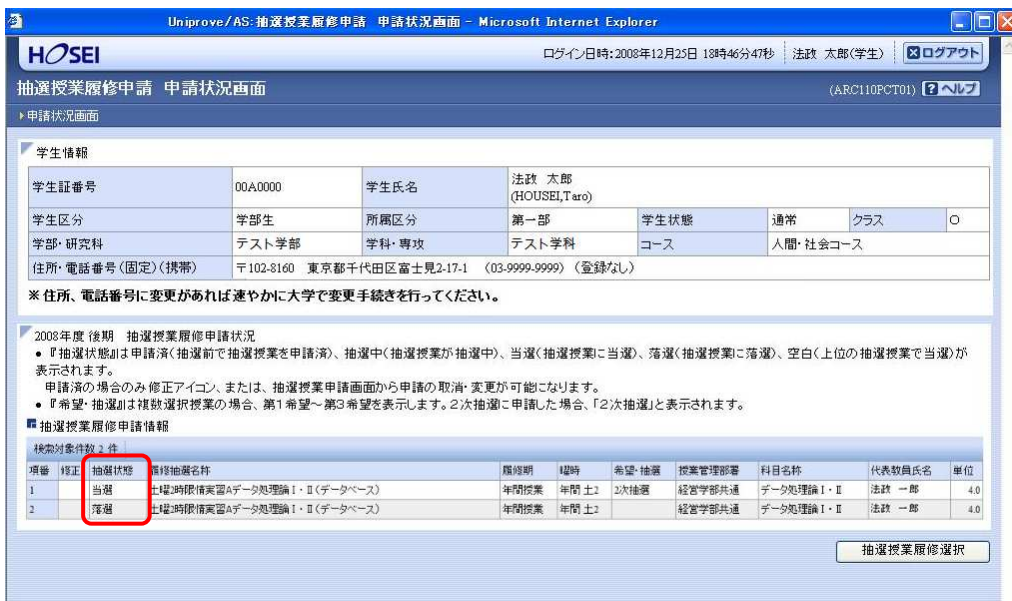 Uniprove/AS:抽選授業履修申請 申請状況画面 - Microsoft Internet Explorer
HOSEI ログイン日時:2008年12月25日 18時46分47秒 法政 太郎(学生) ログアウト
抽選授業履修申請 申請状況画面 (ARC110PCT01) ? ヘルプ
申請状況画面
学生情報
学生証番号 00A0000 学生氏名 法政 太郎
(HOUSEI,Taro)
学生区分 学部生 所属区分 第一部 学生状態 通常 クラス O
学部・研究科 テスト学部 学科・専攻 テスト学科 コース 人間・社会コース
住所・電話番号(固定)(携帯) 〒102-8160 東京都千代田区富士見2-17-1 (03-9999-9999) (登録なし)
※住所、電話番号に変更があれば速やかに大学で変更手続きを行ってください。
2008年度 後期 抽選授業履修申請状況
● 『抽選状態』は申請済(抽選前で抽選授業を申請済)、抽選中(抽選授業が抽選中)、当選(抽選授業に当選)、落選(抽選授業に落選)、空白(上位の抽選授業で当選)が
表示されます。
申請済の場合のみ修正アイコン、または、抽選授業申請画面から申請の取消・変更が可能になります。
● 『希望・抽選』は複数選択授業の場合、第1希望～第3希望を表示します。2次抽選に申請した場合、「2次抽選」と表示されます。
抽選授業履修申請情報
検索対象件数 2 件
項番 修正 抽選状態 履修抽選名称 履修期 曜時 希望・抽選 授業管理部署 科目名称 代表教員氏名 単位
1 当選 土曜2時限情実習Aデータ処理論Ⅰ・Ⅱ(データベース) 年間授業 年間 土2 2次抽選 経営学部共通 データ処理論Ⅰ・Ⅱ 法政 一郎 4.0
2 落選 土曜2時限情実習Aデータ処理論Ⅰ・Ⅱ(データベース) 年間授業 年間 土2 経営学部共通 データ処理論Ⅰ・Ⅱ 法政 一郎 4.0
抽選授業履修選択